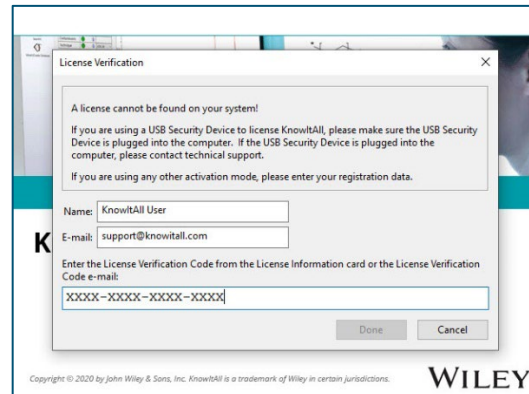 License Verification
A license cannot be found on your system!
If you are using a USB Security Device to license KnowItAll, please make sure the USB Security
Device is plugged into the computer. If the USB Security Device is plugged into the
computer, please contact technical support.
If you are using any other activation mode, please enter your registration data.
Name: KnowItAll User
E-mail: support@knowitall.com
K
Enter the License Verification Code from the License Information card or the License Verification
Code e-mail:
XXXX-XXXX-XXXX-XXXX
Done Cancel
Copyright © 2020 by John Wiley & Sons, Inc. KnowItAll is a trademark of Wiley in certain jurisdictions.
WILEY